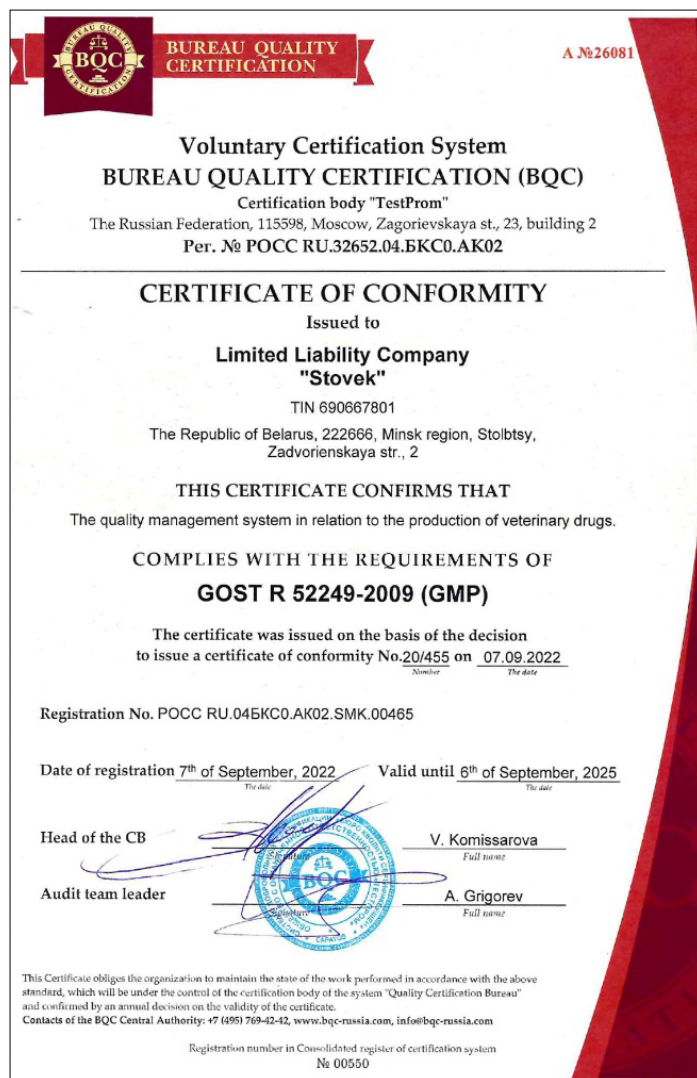 BUREAU QUALITY
CERTIFICATION
BQC
A №26081
Voluntary Certification System
BUREAU QUALITY CERTIFICATION (BQC)
Certification body "TestProm"
The Russian Federation, 115598, Moscow, Zagorievskaya st., 23, building 2
Рег. № РОСС RU.32652.04.БКС0.АК02
CERTIFICATE OF CONFORMITY
Issued to
Limited Liability Company
"Stovek"
TIN 690667801
The Republic of Belarus, 222666, Minsk region, Stolbtsy,
Zadvorienskaya str., 2
THIS CERTIFICATE CONFIRMS THAT
The quality management system in relation to the production of veterinary drugs.
COMPLIES WITH THE REQUIREMENTS OF
GOST R 52249-2009 (GMP)
The certificate was issued on the basis of the decision
to issue a certificate of conformity No.20/455 on 07.09.2022
Number The date
Registration No. РОСС RU.04БКС0.АК02.SMK.00465
Date of registration 7th of September, 2022 Valid until 6th of September, 2025
The date The date
Head of the CB V. Komissarova
Full name
Audit team leader A. Grigorev
Full name
BQC
САРАТОВ
This Certificate obliges the organization to maintain the state of the work performed in accordance with the above
standard, which will be under the control of the certification body of the system "Quality Certification Bureau"
and confirmed by an annual decision on the validity of the certificate.
Contacts of the BQC Central Authority: +7 (495) 769-42-42, www.bqc-russia.com, info@bqc-russia.com
Registration number in Consolidated register of certification system
№ 00550